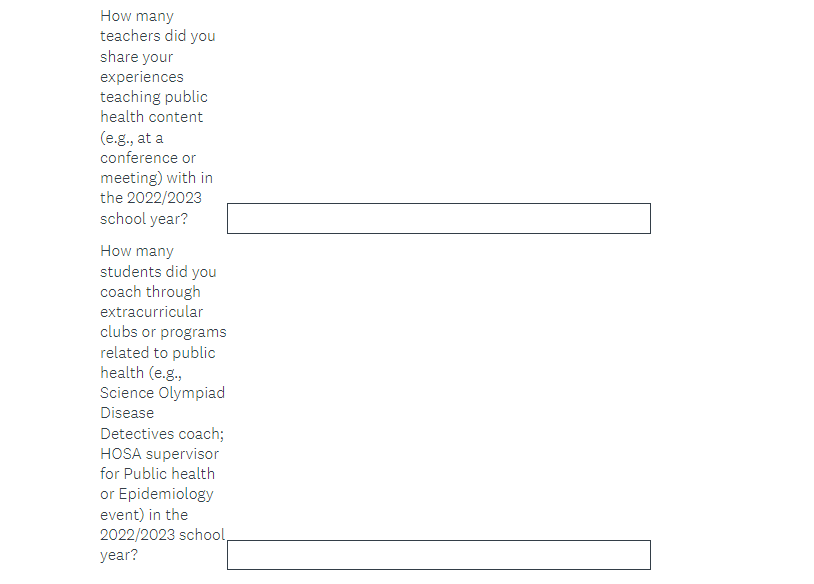 How many
teachers did you
share your
experiences
teaching public
health content
(e.g., at a
conference or
meeting) with in
the 2022/2023
school year?
How many
students did you
coach through
extracurricular
clubs or programs
related to public
health (e.g.,
Science Olympiad
Disease
Detectives coach;
HOSA supervisor
for Public health
or Epidemiology
event) in the
2022/2023 school
year?